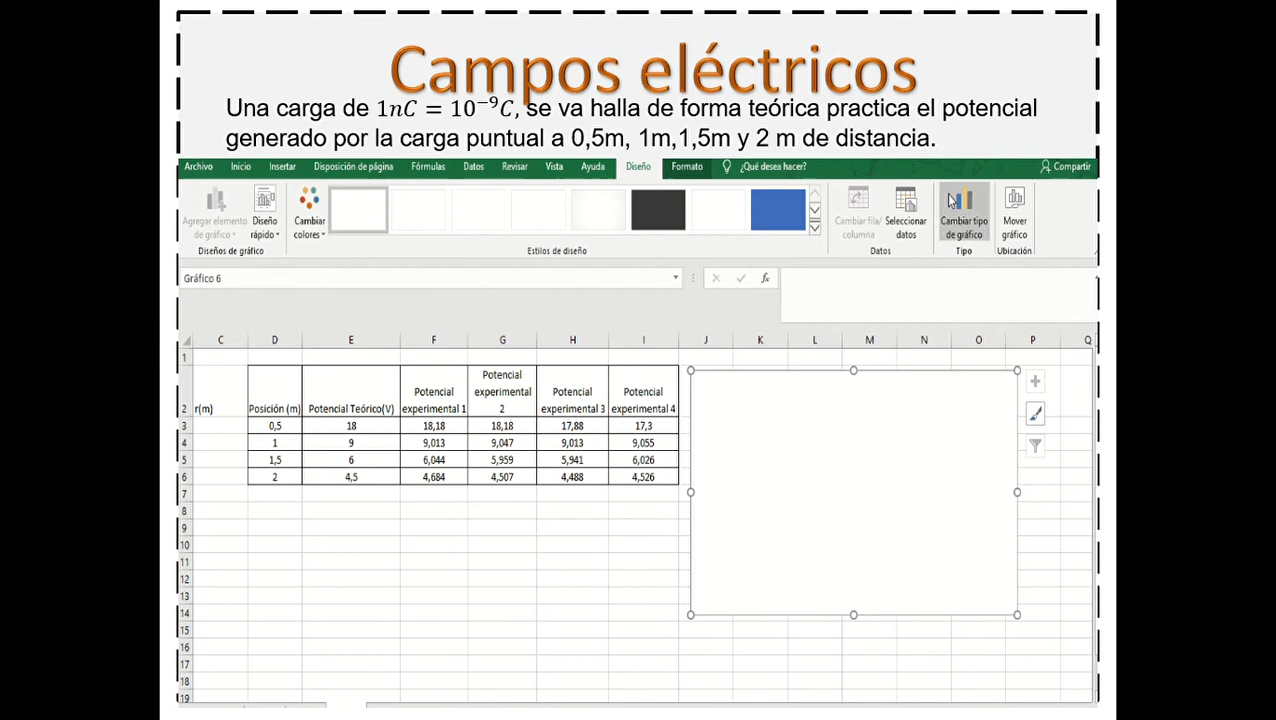 Campos eléctricos
Una carga de 1nC = 10⁻⁹C, se va halla de forma teórica practica el potencial
generado por la carga puntual a 0,5m, 1m,1,5m y 2 m de distancia.
Archivo Inicio Insertar Disposición de página Fórmulas Datos Revisar Vista Ayuda Diseño Formato ¿Qué desea hacer? Compartir
Agregar elemento de gráfico Diseño rápido Cambiar colores Cambiar fila/ columna Seleccionar datos Cambiar tipo de gráfico Mover gráfico
Diseños de gráfico Estilos de diseño Datos Tipo Ubicación
Gráfico 6 fx
C D E F G H I J K L M N O P Q
1
2 r(m) Posición (m) Potencial Teórico(V) Potencial experimental 1 Potencial experimental 2 Potencial experimental 3 Potencial experimental 4
3 0,5 18 18,18 18,18 17,88 17,3
4 1 9 9,013 9,047 9,013 9,055
5 1,5 6 6,044 5,959 5,941 6,026
6 2 4,5 4,684 4,507 4,488 4,526
7
8
9
10
11
12
13
14
15
16
17
18
19